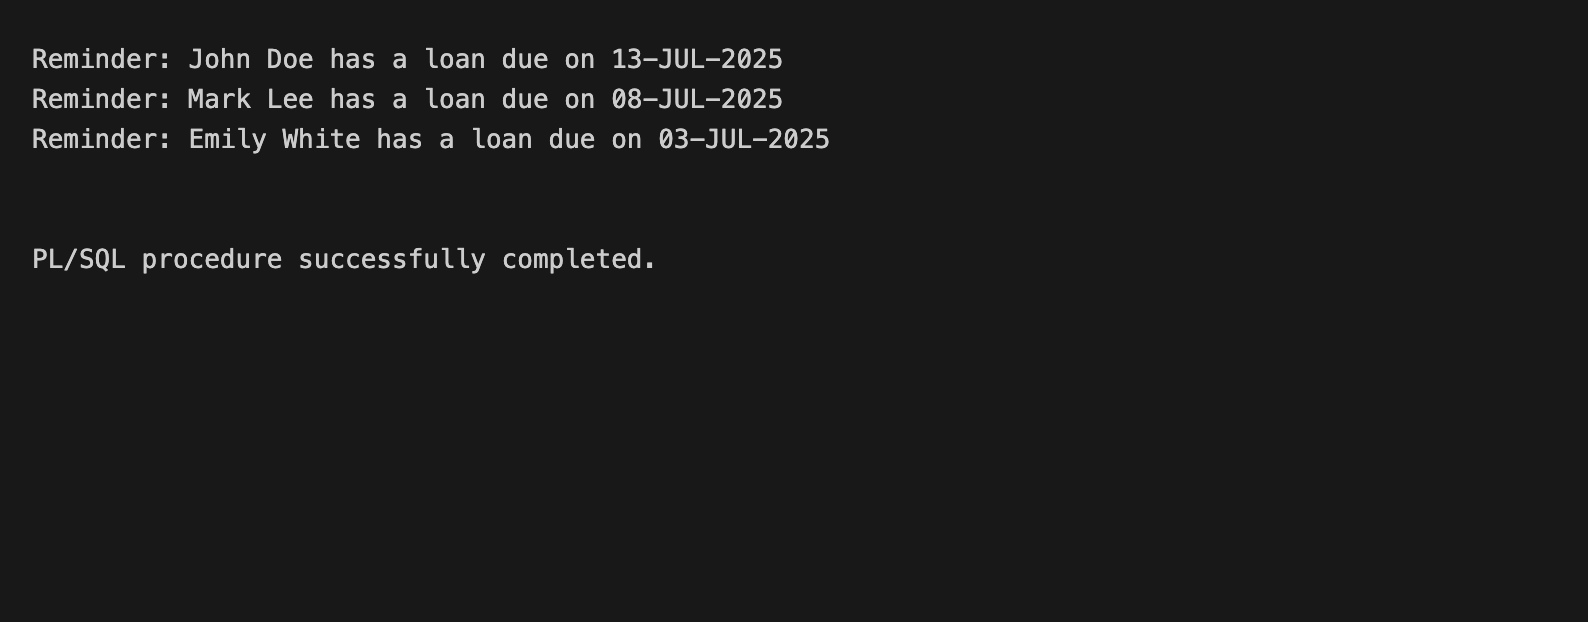 Reminder: John Doe has a loan due on 13-JUL-2025
Reminder: Mark Lee has a loan due on 08-JUL-2025
Reminder: Emily White has a loan due on 03-JUL-2025
PL/SQL procedure successfully completed.